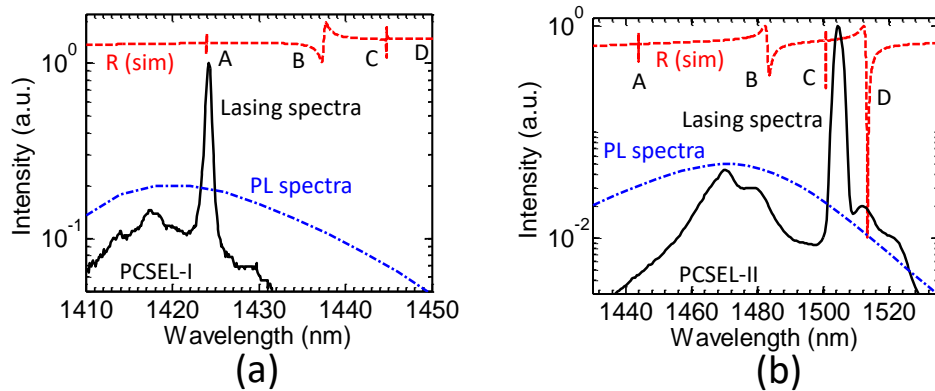 10⁰
10⁻¹
Intensity (a.u.)
R (sim)
A
B
C
D
Lasing spectra
PL spectra
PCSEL-I
1410 1420 1430 1440 1450
Wavelength (nm)
(a)
10⁰
10⁻²
Intensity (a.u.)
A
R (sim)
B
C
D
Lasing spectra
PL spectra
PCSEL-II
1440 1460 1480 1500 1520
Wavelength (nm)
(b)